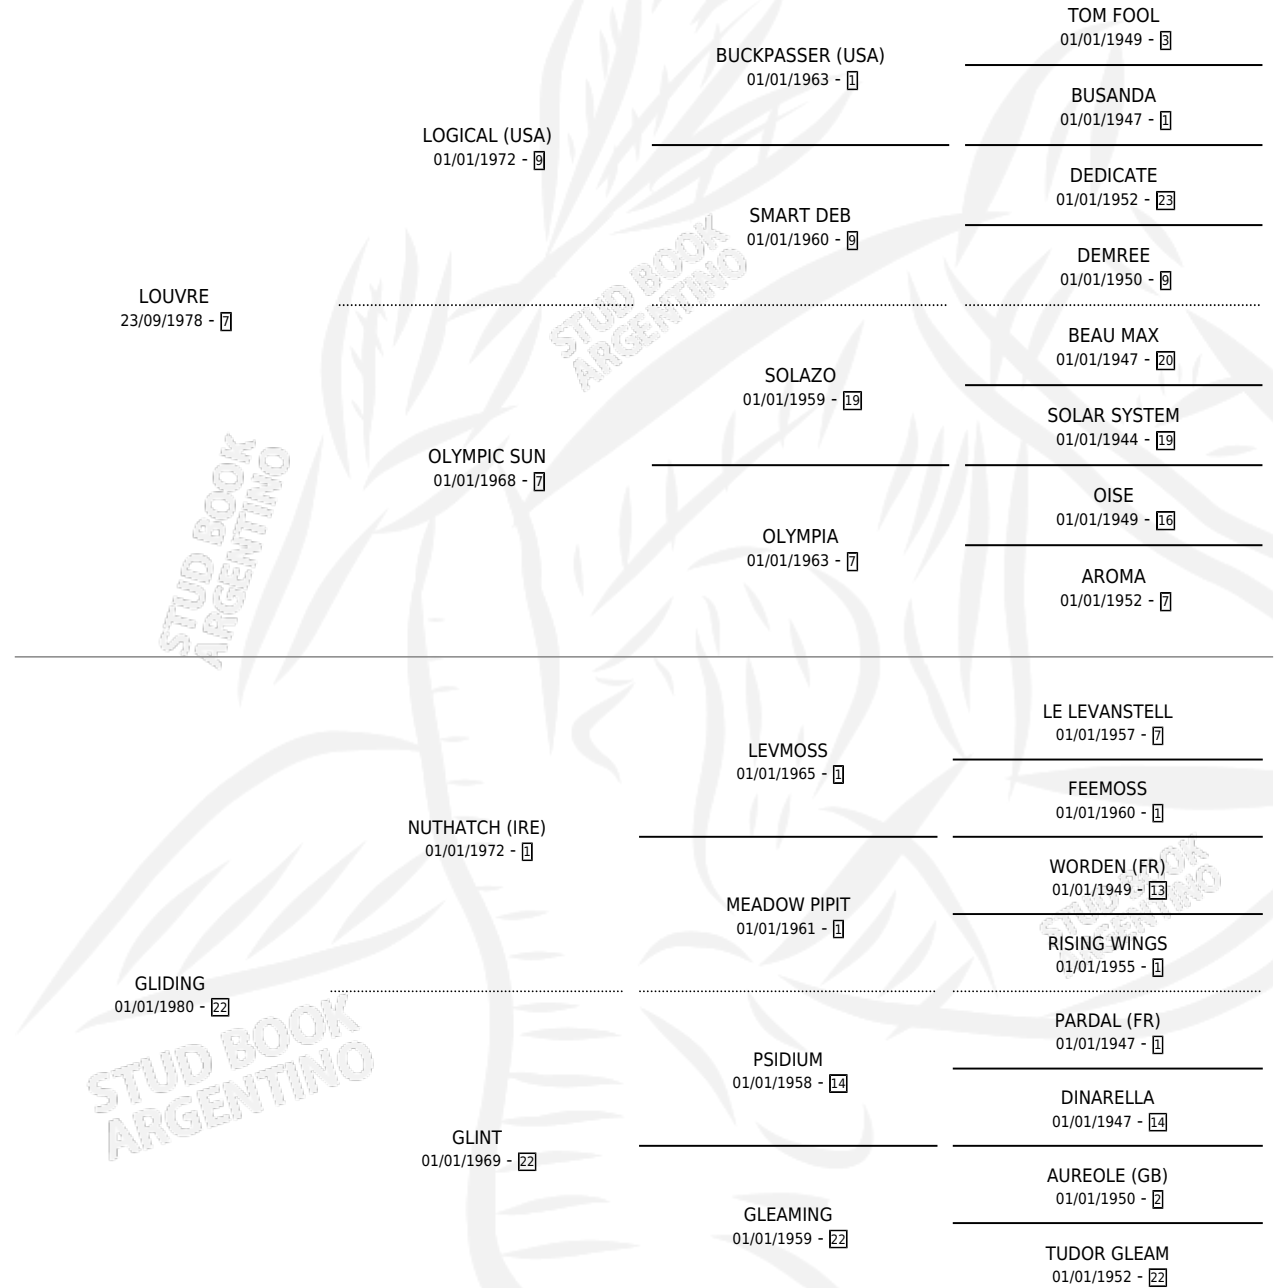 TOM FOOL
01/01/1949 - 3
BUCKPASSER (USA)
01/01/1963 - 1
BUSANDA
01/01/1947 - 1
LOGICAL (USA)
01/01/1972 - 9
DEDICATE
01/01/1952 - 23
SMART DEB
01/01/1960 - 9
DEMREE
01/01/1950 - 9
LOUVRE
23/09/1978 - 7
BEAU MAX
01/01/1947 - 20
SOLAZO
01/01/1959 - 19
SOLAR SYSTEM
01/01/1944 - 19
OLYMPIC SUN
01/01/1968 - 7
OISE
01/01/1949 - 16
OLYMPIA
01/01/1963 - 7
AROMA
01/01/1952 - 7
LE LEVANSTELL
01/01/1957 - 7
LEVMOSS
01/01/1965 - 1
FEEMOSS
01/01/1960 - 1
NUTHATCH (IRE)
01/01/1972 - 1
WORDEN (FR)
01/01/1949 - 13
MEADOW PIPIT
01/01/1961 - 1
RISING WINGS
01/01/1955 - 1
GLIDING
01/01/1980 - 22
PARDAL (FR)
01/01/1947 - 1
PSIDIUM
01/01/1958 - 14
DINARELLA
01/01/1947 - 14
GLINT
01/01/1969 - 22
AUREOLE (GB)
01/01/1950 - 2
GLEAMING
01/01/1959 - 22
TUDOR GLEAM
01/01/1952 - 22
STUD BOOK
ARGENTINO
STUD BOOK
ARGENTINO
STUD BOOK
ARGENTINO
STUD BOOK
ARGENTINO